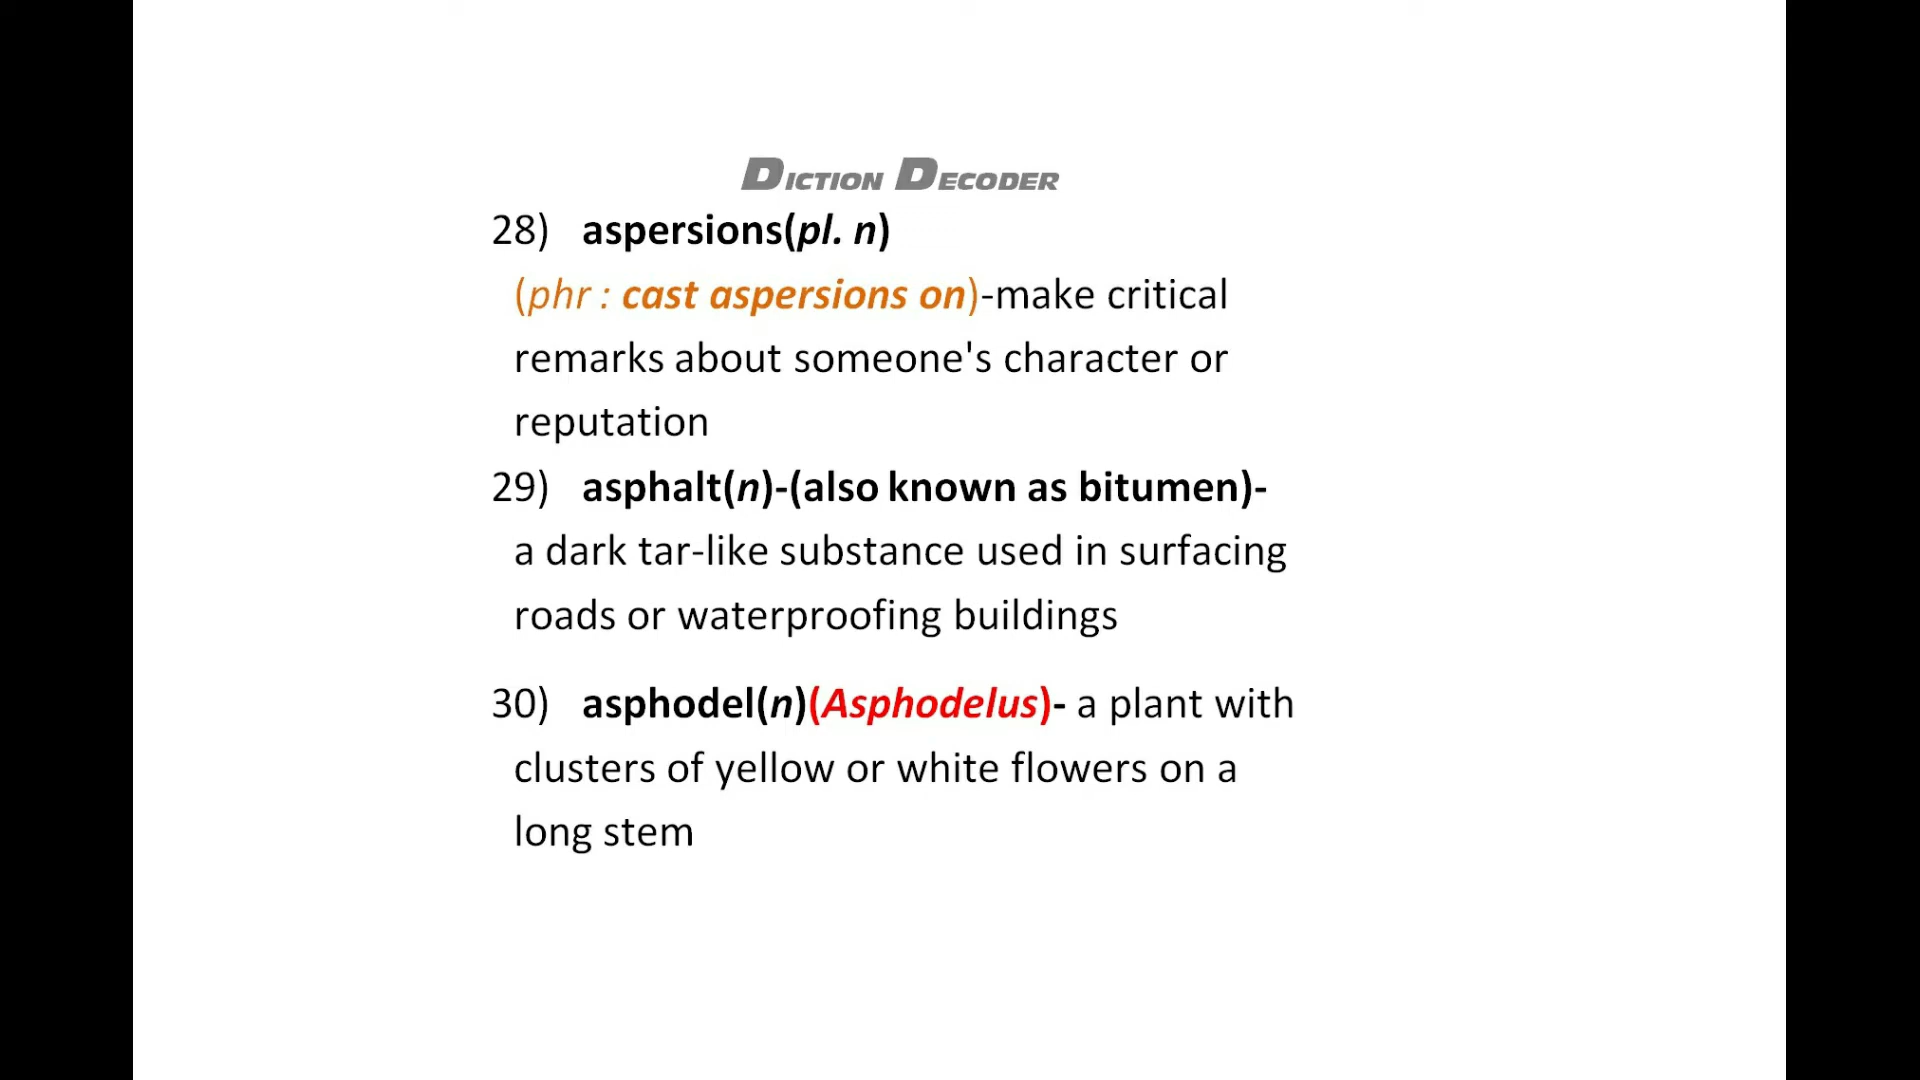 DICTION DECODER
28) aspersions(pl. n)
(phr : cast aspersions on)-make critical
remarks about someone's character or
reputation
29) asphalt(n)-(also known as bitumen)-
a dark tar-like substance used in surfacing
roads or waterproofing buildings
30) asphodel(n)(Asphodelus)- a plant with
clusters of yellow or white flowers on a
long stem